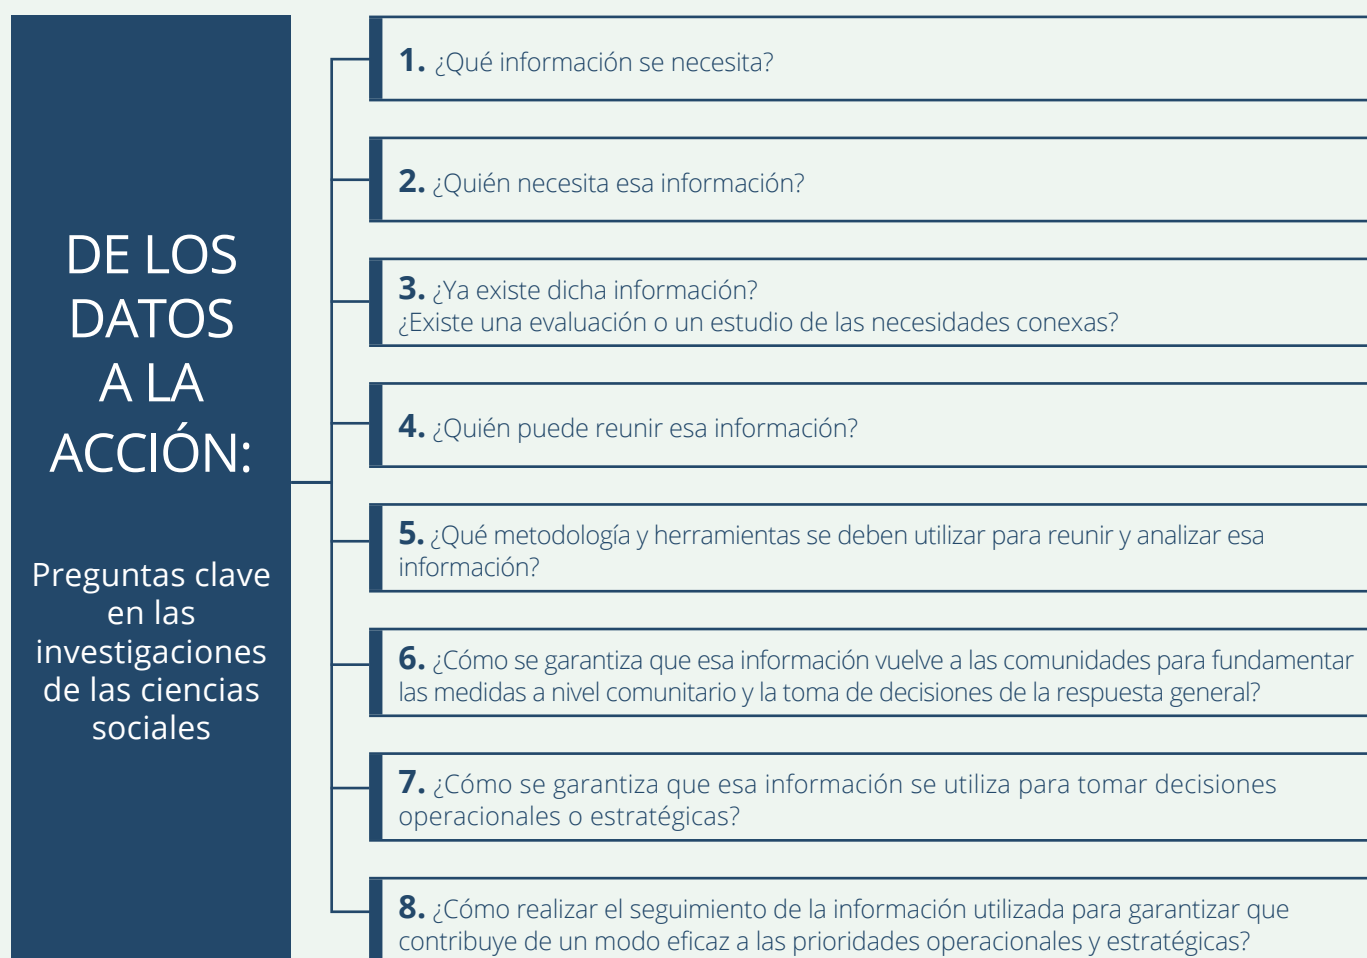 DE LOS
DATOS
A LA
ACCIÓN:
Preguntas clave
en las
investigaciones
de las ciencias
sociales
1. ¿Qué información se necesita?
2. ¿Quién necesita esa información?
3. ¿Ya existe dicha información?
¿Existe una evaluación o un estudio de las necesidades conexas?
4. ¿Quién puede reunir esa información?
5. ¿Qué metodología y herramientas se deben utilizar para reunir y analizar esa
información?
6. ¿Cómo se garantiza que esa información vuelve a las comunidades para fundamentar
las medidas a nivel comunitario y la toma de decisiones de la respuesta general?
7. ¿Cómo se garantiza que esa información se utiliza para tomar decisiones
operacionales o estratégicas?
8. ¿Cómo realizar el seguimiento de la información utilizada para garantizar que
contribuye de un modo eficaz a las prioridades operacionales y estratégicas?